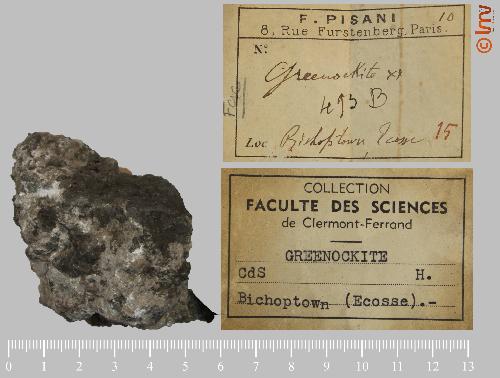 F. PISANI 10
8, Rue Furstenberg, Paris.
N°
Greenockite
493 B
Loc Bishoptown 15
COLLECTION
FACULTE DES SCIENCES
de Clermont-Ferrand
GREENOCKITE
CdS H.
Bichoptown (Ecosse).-
© lmv
0 1 2 3 4 5 6 7 8 9 10 11 12 13